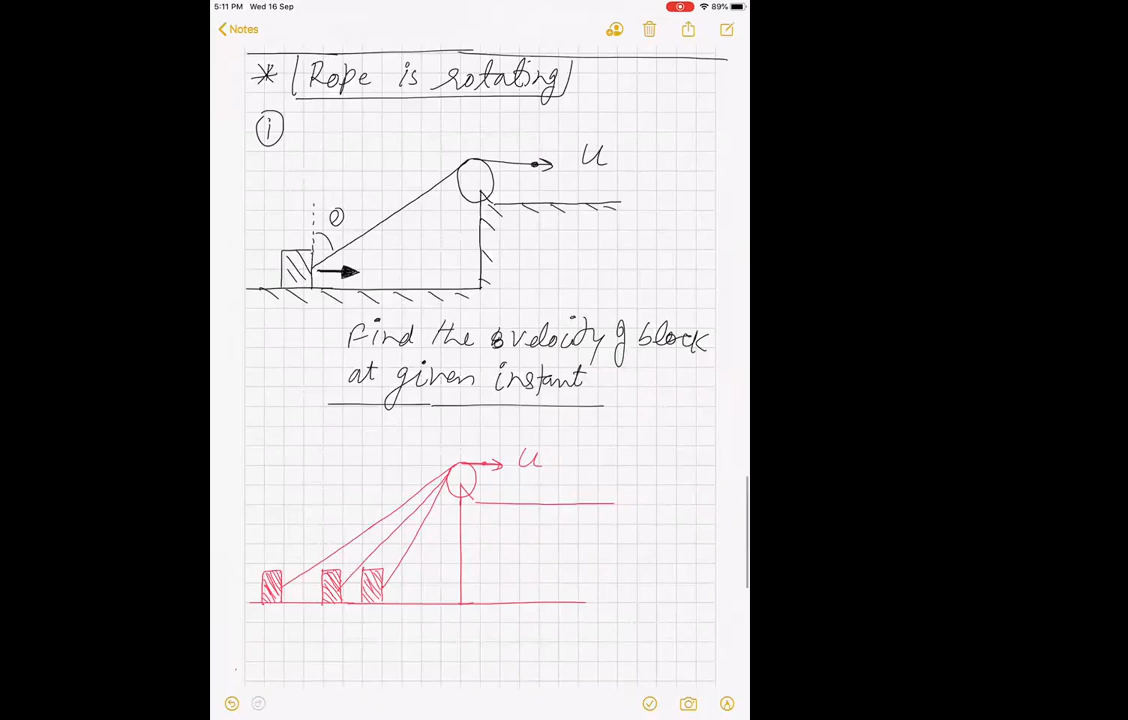 5:11 PM Wed 16 Sep
89%
Notes
* Rope is rotating
i
u
θ
Find the velocity of block
at given instant
u